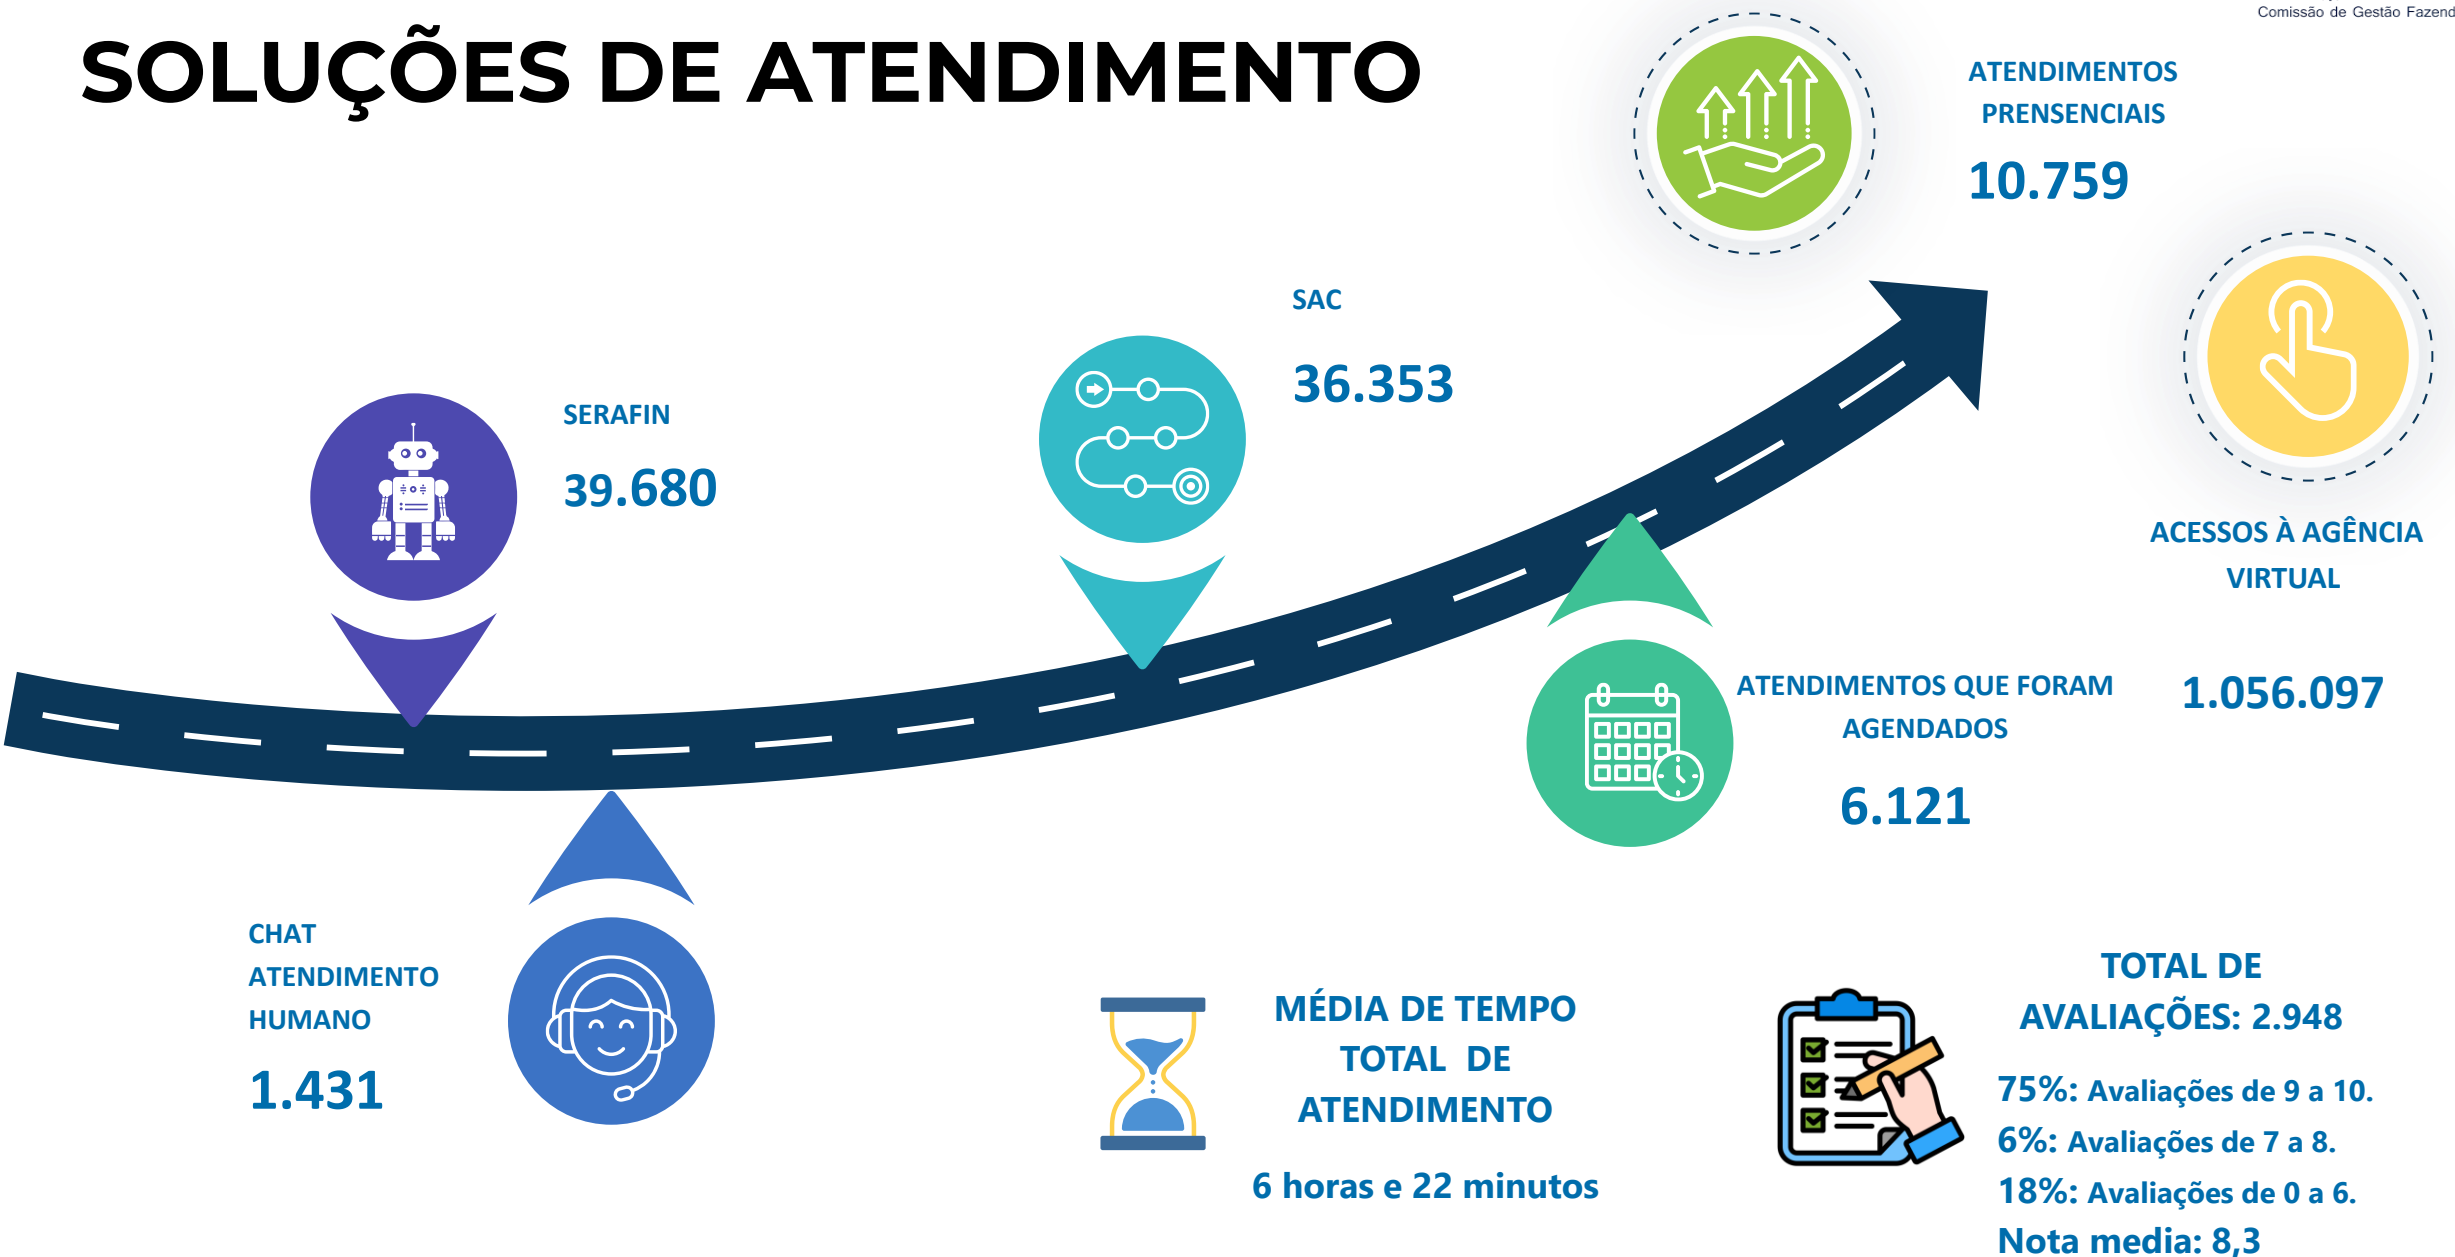 Comissão de Gestão Fazend
SOLUÇÕES DE ATENDIMENTO
ATENDIMENTOS
PRENSENCIAIS
10.759
SAC
36.353
SERAFIN
39.680
ACESSOS À AGÊNCIA
VIRTUAL
1.056.097
ATENDIMENTOS QUE FORAM
AGENDADOS
6.121
CHAT
ATENDIMENTO
HUMANO
1.431
MÉDIA DE TEMPO
TOTAL DE
ATENDIMENTO
6 horas e 22 minutos
TOTAL DE
AVALIAÇÕES: 2.948
75%: Avaliações de 9 a 10.
6%: Avaliações de 7 a 8.
18%: Avaliações de 0 a 6.
Nota media: 8,3